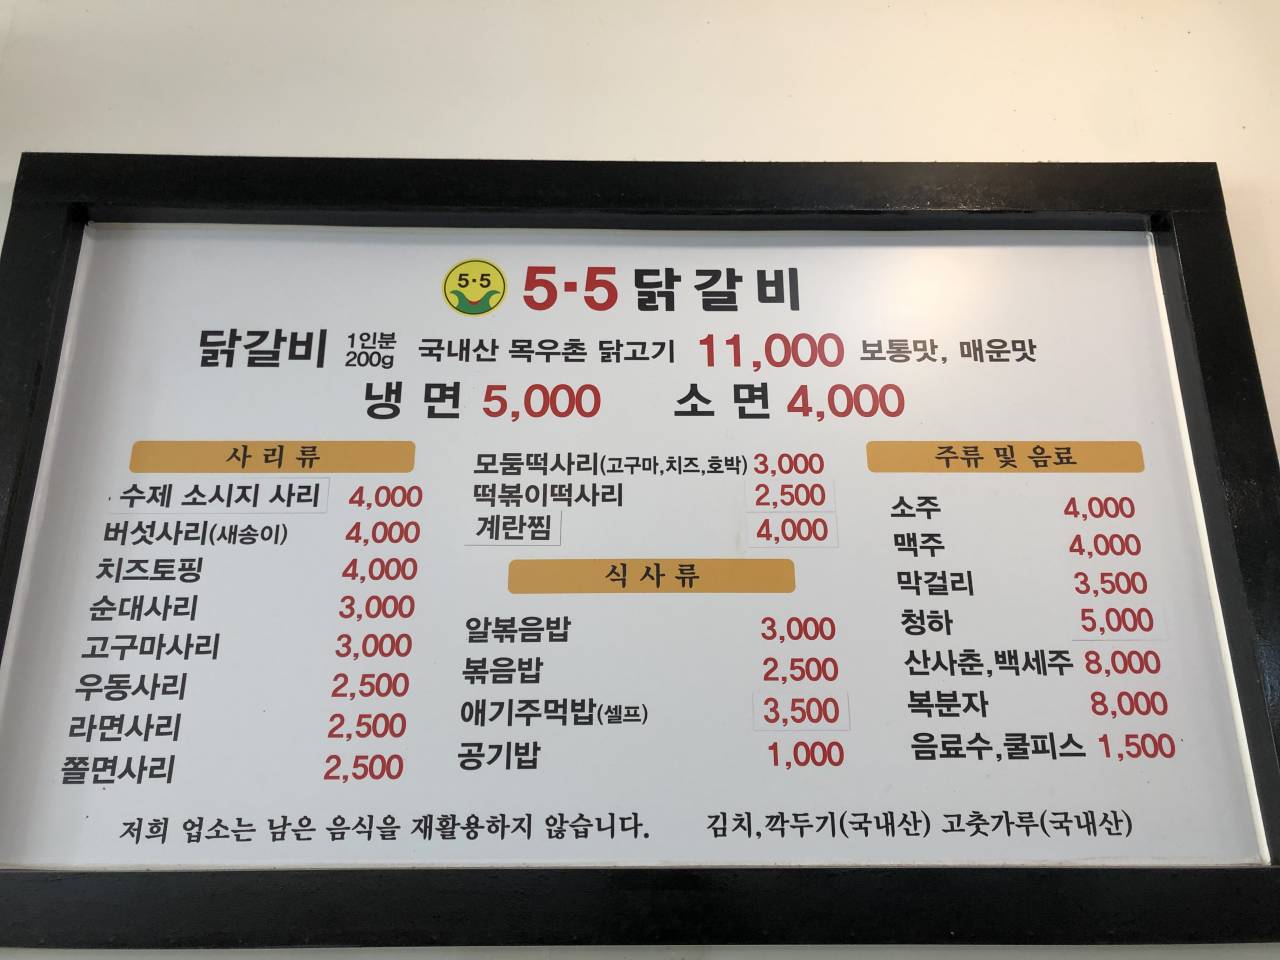 5·5 5·5 닭갈비
닭갈비 1인분 200g 국내산 목우촌 닭고기 11,000 보통맛, 매운맛
냉면 5,000 소면 4,000
사리류
수제 소시지 사리 4,000
버섯사리(새송이) 4,000
치즈토핑 4,000
순대사리 3,000
고구마사리 3,000
우동사리 2,500
라면사리 2,500
쫄면사리 2,500
모둠떡사리(고구마,치즈,호박) 3,000
떡볶이떡사리 2,500
계란찜 4,000
식사류
알볶음밥 3,000
볶음밥 2,500
애기주먹밥(셀프) 3,500
공기밥 1,000
주류 및 음료
소주 4,000
맥주 4,000
막걸리 3,500
청하 5,000
산사춘,백세주 8,000
복분자 8,000
음료수,쿨피스 1,500
저희 업소는 남은 음식을 재활용하지 않습니다. 김치,깍두기(국내산) 고춧가루(국내산)